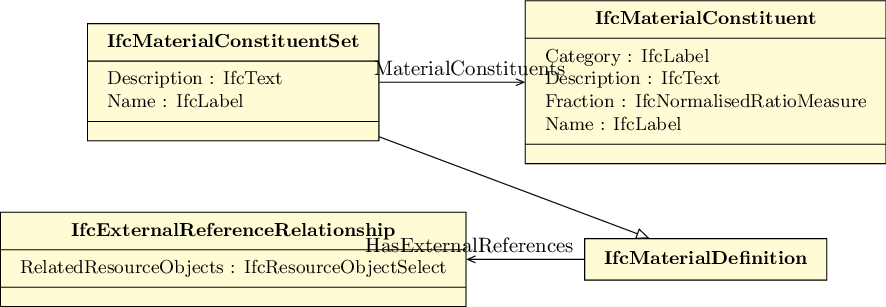 IfcMaterialConstituentSet
Description : IfcText
Name : IfcLabel
MaterialConstituents
IfcMaterialConstituent
Category : IfcLabel
Description : IfcText
Fraction : IfcNormalisedRatioMeasure
Name : IfcLabel
IfcExternalReferenceRelationship
RelatedResourceObjects : IfcResourceObjectSelect
HasExternalReferences
IfcMaterialDefinition